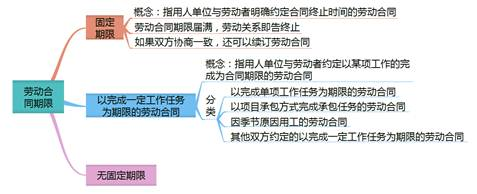 劳动合
同期限
固定
期限
概念：指用人单位与劳动者明确约定合同终止时间的劳动合同
劳动合同期限届满，劳动关系即告终止
如果双方协商一致，还可以续订劳动合同
以完成一定工作任务
为期限的劳动合同
概念：指用人单位与劳动者约定以某项工作的完
成为合同期限的劳动合同
分
类
以完成单项工作任务为期限的劳动合同
以项目承包方式完成承包任务的劳动合同
因季节原因用工的劳动合同
其他双方约定的以完成一定工作任务为期限的劳动合同
无固定期限